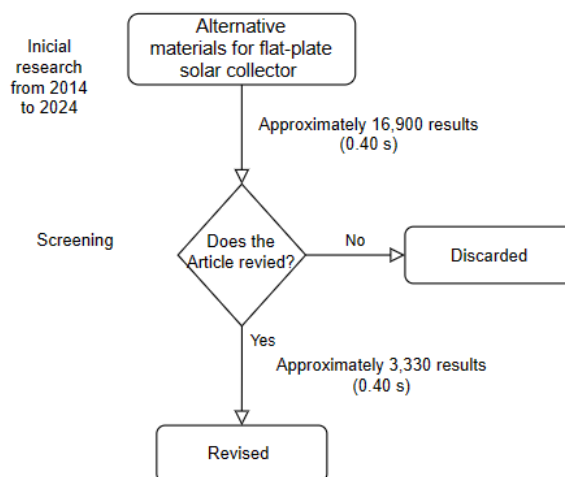 Inicial
research
from 2014
to 2024
Alternative
materials for flat-plate
solar collector
Approximately 16,900 results
(0.40 s)
Screening
Does the
Article revied?
No
Discarded
Yes
Approximately 3,330 results
(0.40 s)
Revised